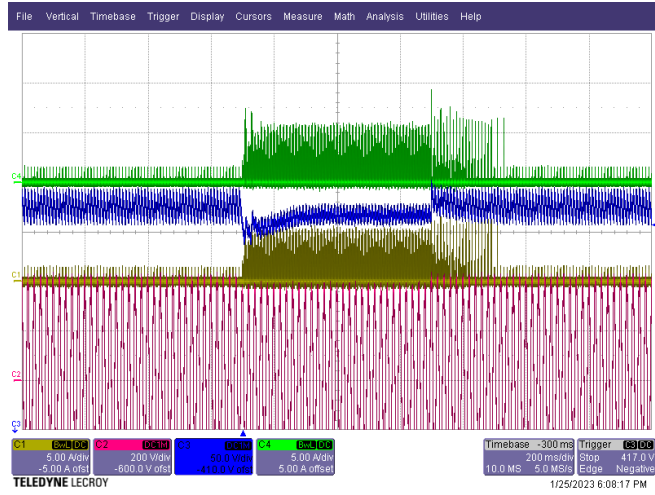 File Vertical Timebase Trigger Display Cursors Measure Math Analysis Utilities Help
C4
C1
C2
C3
C1 BwL DC
5.00 A/div
-5.00 A ofst
C2 DC1M
200 V/div
-600.0 V ofst
C3 DC1M
50.0 V/div
-410.0 V ofst
C4 BwL DC
5.00 A/div
5.00 A offset
Timebase -300 ms
200 ms/div
10.0 MS 5.0 MS/s
Trigger C3 DC
Stop 417.0 V
Edge Negative
TELEDYNE LECROY
1/25/2023 6:08:17 PM